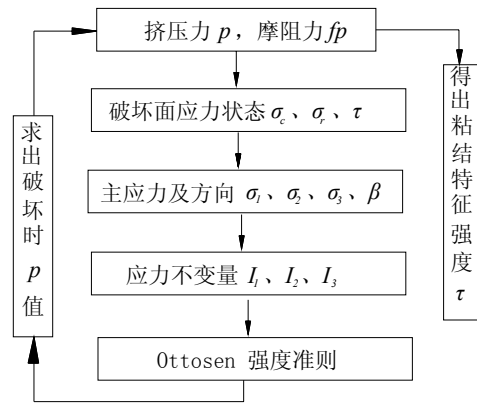 挤压力 p，摩阻力 fp
破坏面应力状态 σc、σr、τ
主应力及方向 σ1、σ2、σ3、β
应力不变量 I1、I2、I3
Ottosen 强度准则
求出破坏时 p 值
得出粘结特征强度 τ